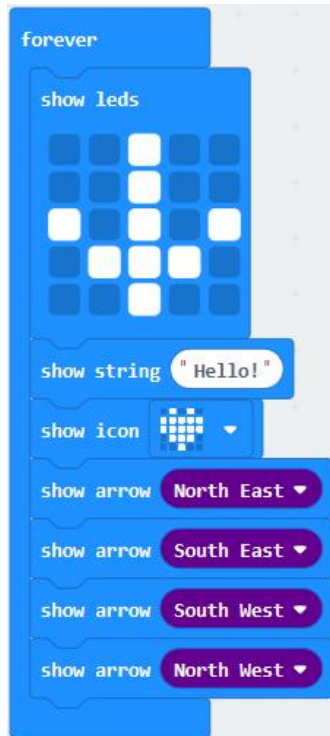 forever
show leds
show string "Hello!"
show icon
show arrow North East
show arrow South East
show arrow South West
show arrow North West